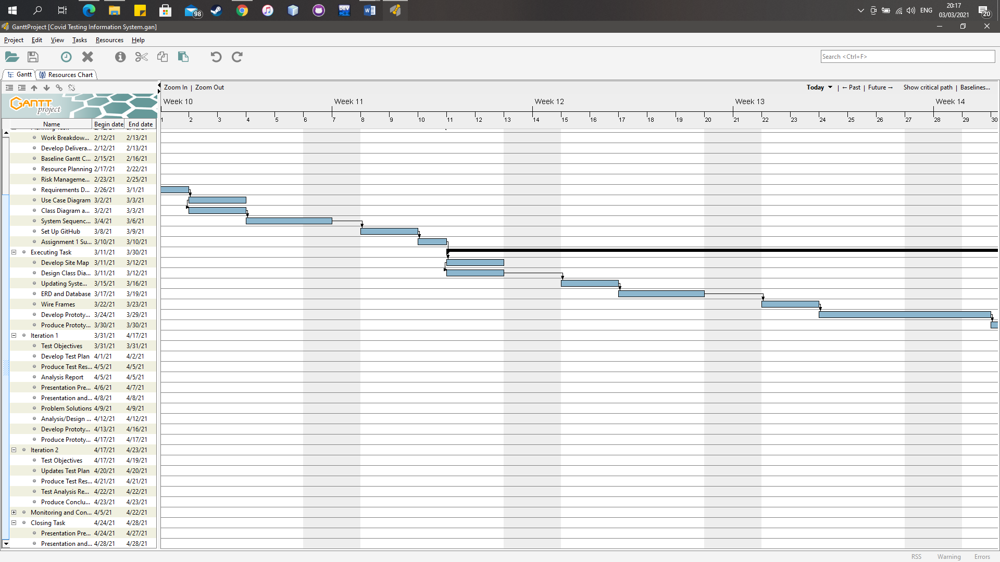 98
DEV
C++
ENG
20:17
03/03/2021
20
GanttProject [Covid Testing Information System.gan]
Project Edit View Tasks Resources Help
Search <Ctrl+F>
Gantt Resources Chart
Zoom In | Zoom Out Today | ← Past | Future → Show critical path | Baselines...
GANTT
project
Week 10 Week 11 Week 12 Week 13 Week 14
1 2 3 4 5 6 7 8 9 10 11 12 13 14 15 16 17 18 19 20 21 22 23 24 25 26 27 28 29 30
Name Begin date End date
Work Breakdow... 2/12/21 2/13/21
Develop Delivera... 2/12/21 2/13/21
Baseline Gantt C... 2/15/21 2/16/21
Resource Planning 2/17/21 2/22/21
Risk Manageme... 2/23/21 2/25/21
Requirements D... 2/26/21 3/1/21
Use Case Diagram 3/2/21 3/3/21
Class Diagram a... 3/2/21 3/3/21
System Sequenc... 3/4/21 3/6/21
Set Up GitHub 3/8/21 3/9/21
Assignment 1 Su... 3/10/21 3/10/21
Executing Task 3/11/21 3/30/21
Develop Site Map 3/11/21 3/12/21
Design Class Dia... 3/11/21 3/12/21
Updating Syste... 3/15/21 3/16/21
ERD and Database 3/17/21 3/19/21
Wire Frames 3/22/21 3/23/21
Develop Prototy... 3/24/21 3/29/21
Produce Prototy... 3/30/21 3/30/21
Iteration 1 3/31/21 4/17/21
Test Objectives 3/31/21 3/31/21
Develop Test Plan 4/1/21 4/2/21
Produce Test Res... 4/5/21 4/5/21
Analysis Report 4/5/21 4/5/21
Presentation Pre... 4/6/21 4/7/21
Presentation and... 4/8/21 4/8/21
Problem Solutions 4/9/21 4/9/21
Analysis/Design ... 4/12/21 4/12/21
Develop Prototy... 4/13/21 4/16/21
Produce Prototy... 4/17/21 4/17/21
Iteration 2 4/17/21 4/23/21
Test Objectives 4/17/21 4/19/21
Updates Test Plan 4/20/21 4/20/21
Produce Test Res... 4/21/21 4/21/21
Test Analysis Re... 4/22/21 4/22/21
Produce Conclu... 4/23/21 4/23/21
Monitoring and Con... 4/5/21 4/22/21
Closing Task 4/24/21 4/28/21
Presentation Pre... 4/24/21 4/27/21
Presentation and... 4/28/21 4/28/21
RSS Warning Errors